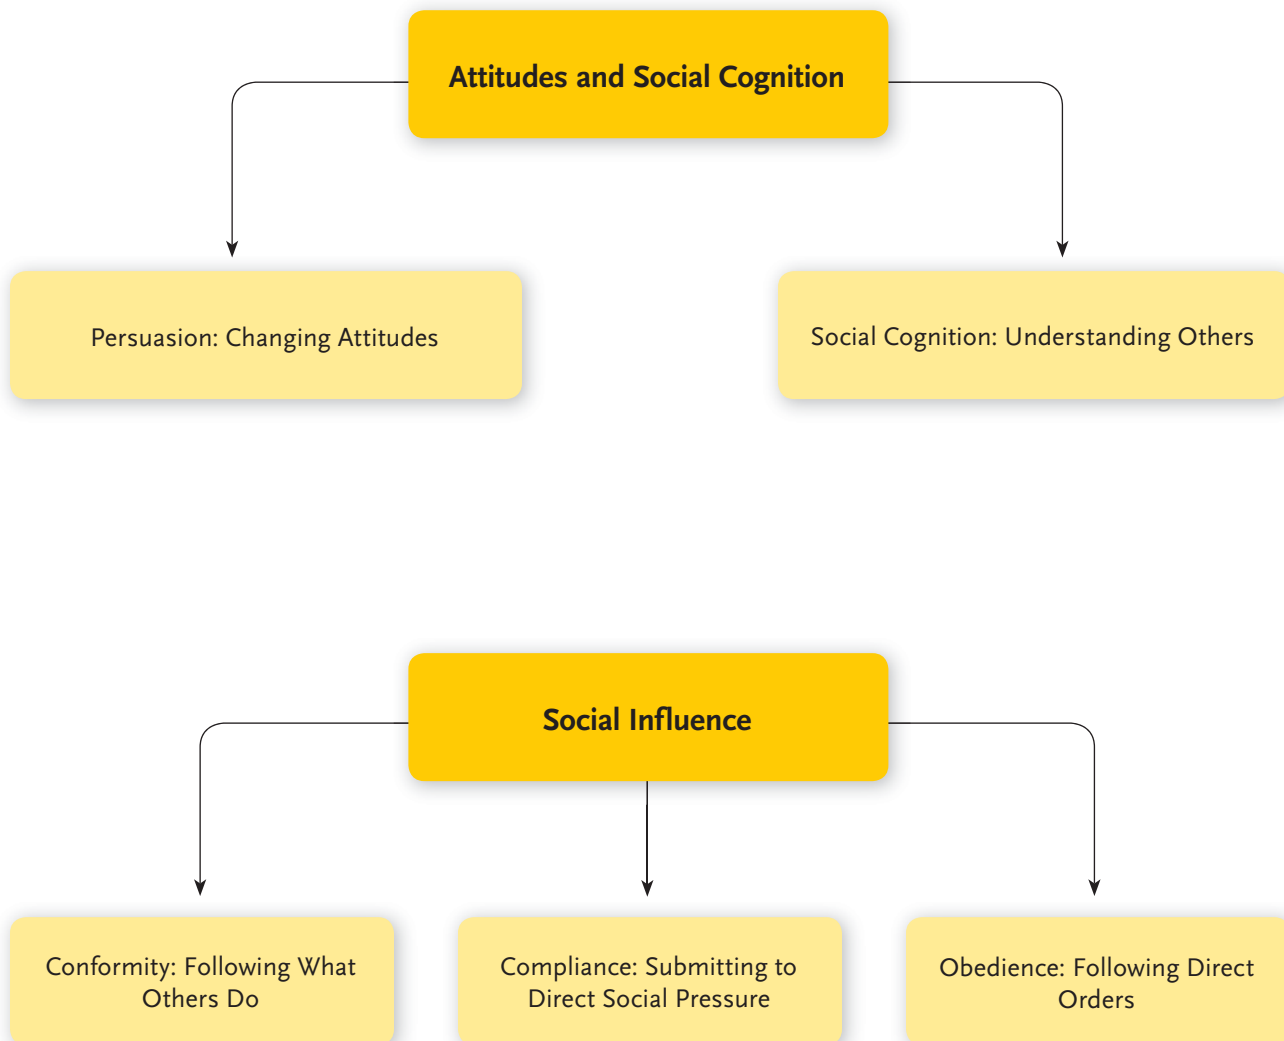 Attitudes and Social Cognition
Persuasion: Changing Attitudes
Social Cognition: Understanding Others
Social Influence
Conformity: Following What
Others Do
Compliance: Submitting to
Direct Social Pressure
Obedience: Following Direct
Orders